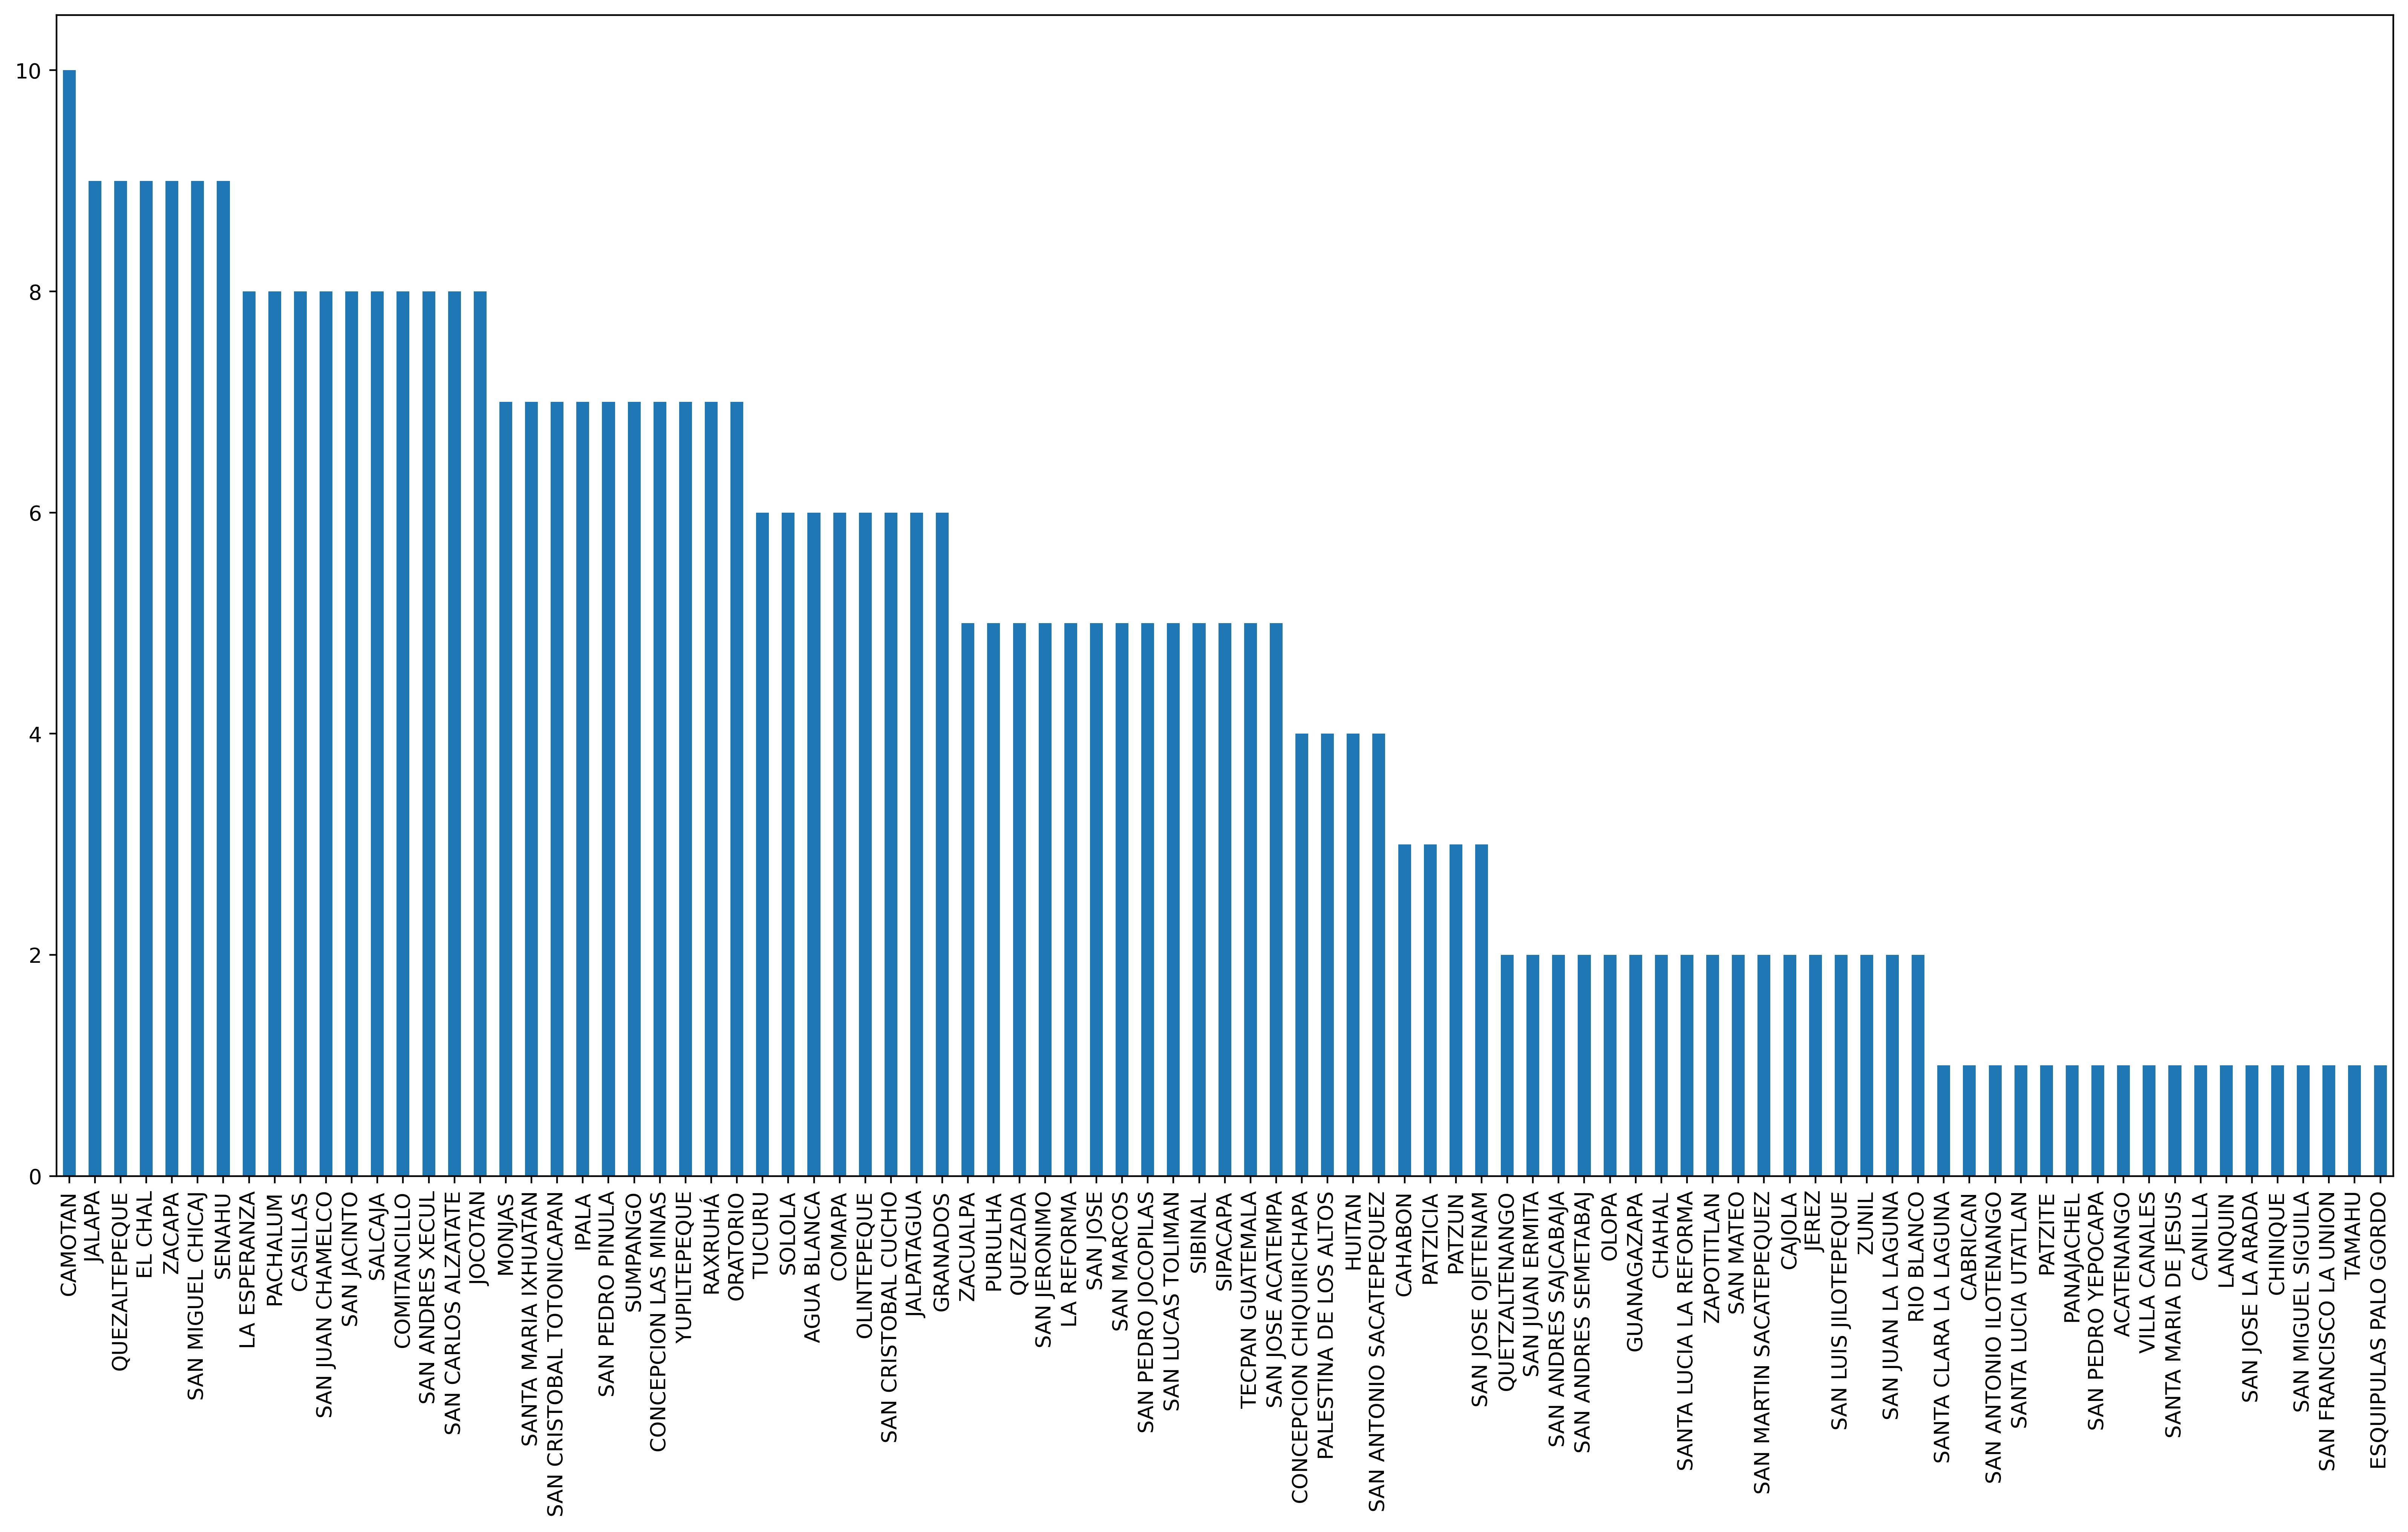 10
8
6
4
2
0
CAMOTAN
JALAPA
QUEZALTEPEQUE
EL CHAL
ZACAPA
SAN MIGUEL CHICAJ
SENAHU
LA ESPERANZA
PACHALUM
CASILLAS
SAN JUAN CHAMELCO
SAN JACINTO
SALCAJA
COMITANCILLO
SAN ANDRES XECUL
SAN CARLOS ALZATATE
JOCOTAN
MONJAS
SANTA MARIA IXHUATAN
SAN CRISTOBAL TOTONICAPAN
IPALA
SAN PEDRO PINULA
SUMPANGO
CONCEPCION LAS MINAS
YUPILTEPEQUE
RAXRUHÁ
ORATORIO
TUCURU
SOLOLA
AGUA BLANCA
COMAPA
OLINTEPEQUE
SAN CRISTOBAL CUCHO
JALPATAGUA
GRANADOS
ZACUALPA
PURULHA
QUEZADA
SAN JERONIMO
LA REFORMA
SAN JOSE
SAN MARCOS
SAN PEDRO JOCOPILAS
SAN LUCAS TOLIMAN
SIBINAL
SIPACAPA
TECPAN GUATEMALA
SAN JOSE ACATEMPA
CONCEPCION CHIQUIRICHAPA
PALESTINA DE LOS ALTOS
HUITAN
SAN ANTONIO SACATEPEQUEZ
CAHABON
PATZICIA
PATZUN
SAN JOSE OJETENAM
QUETZALTENANGO
SAN JUAN ERMITA
SAN ANDRES SAJCABAJA
SAN ANDRES SEMETABAJ
OLOPA
GUANAGAZAPA
CHAHAL
SANTA LUCIA LA REFORMA
ZAPOTITLAN
SAN MATEO
SAN MARTIN SACATEPEQUEZ
CAJOLA
JEREZ
SAN LUIS JILOTEPEQUE
ZUNIL
SAN JUAN LA LAGUNA
RIO BLANCO
SANTA CLARA LA LAGUNA
CABRICAN
SAN ANTONIO ILOTENANGO
SANTA LUCIA UTATLAN
PATZITE
PANAJACHEL
SAN PEDRO YEPOCAPA
ACATENANGO
VILLA CANALES
SANTA MARIA DE JESUS
CANILLA
LANQUIN
SAN JOSE LA ARADA
CHINIQUE
SAN MIGUEL SIGUILA
SAN FRANCISCO LA UNION
TAMAHU
ESQUIPULAS PALO GORDO